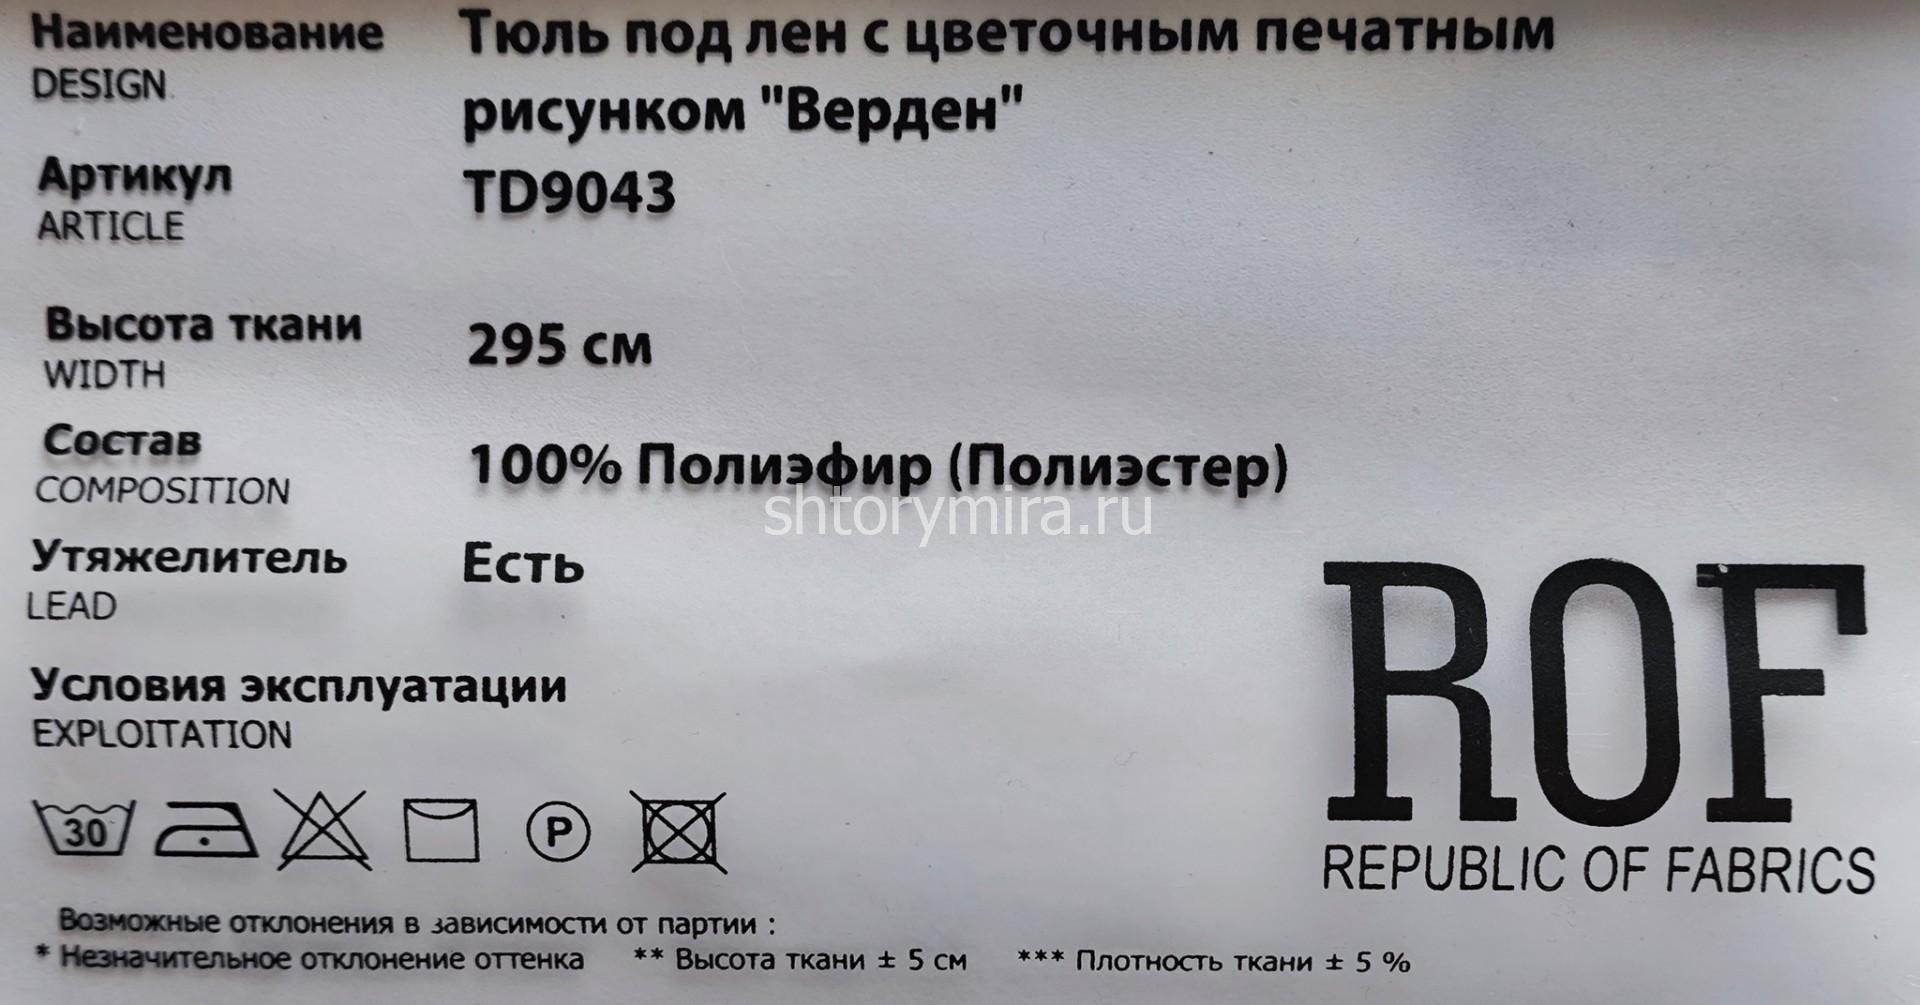 Наименование
DESIGN
Тюль под лен с цветочным печатным
рисунком "Верден"
Артикул
ARTICLE
TD9043
Высота ткани
WIDTH
295 см
Состав
COMPOSITION
100% Полиэфир (Полиэстер)
shtorymira.ru
Утяжелитель
LEAD
Есть
Условия эксплуатации
EXPLOITATION
30
P
ROF
REPUBLIC OF FABRICS
Возможные отклонения в зависимости от партии :
* Незначительное отклонение оттенка ** Высота ткани ± 5 см *** Плотность ткани ± 5 %